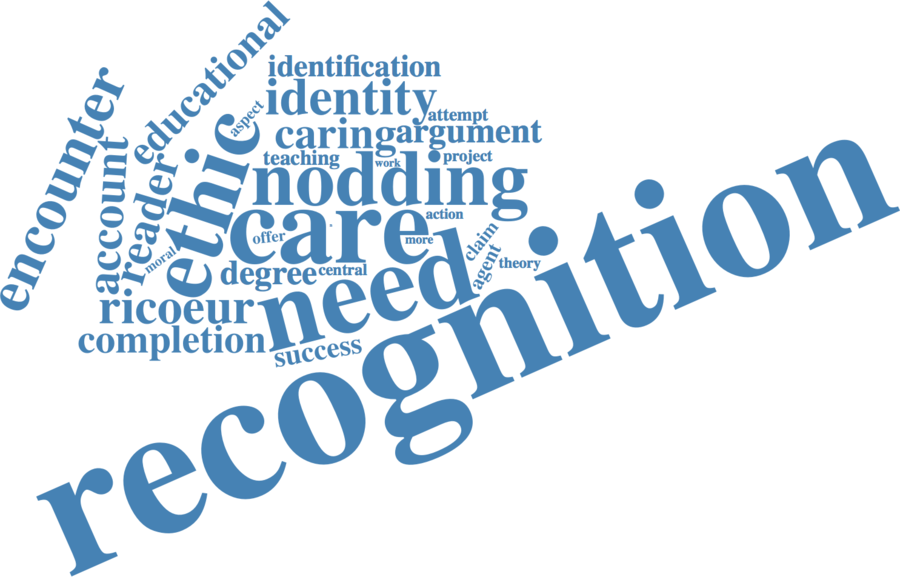 educational
identification
encounter
identity
aspect
attempt
ethic
caring
argument
account
reader
teaching
work
project
nodding
care
action
offer
more
claim
moral
agent
theory
degree
central
need
ricoeur
completion
success
recognition